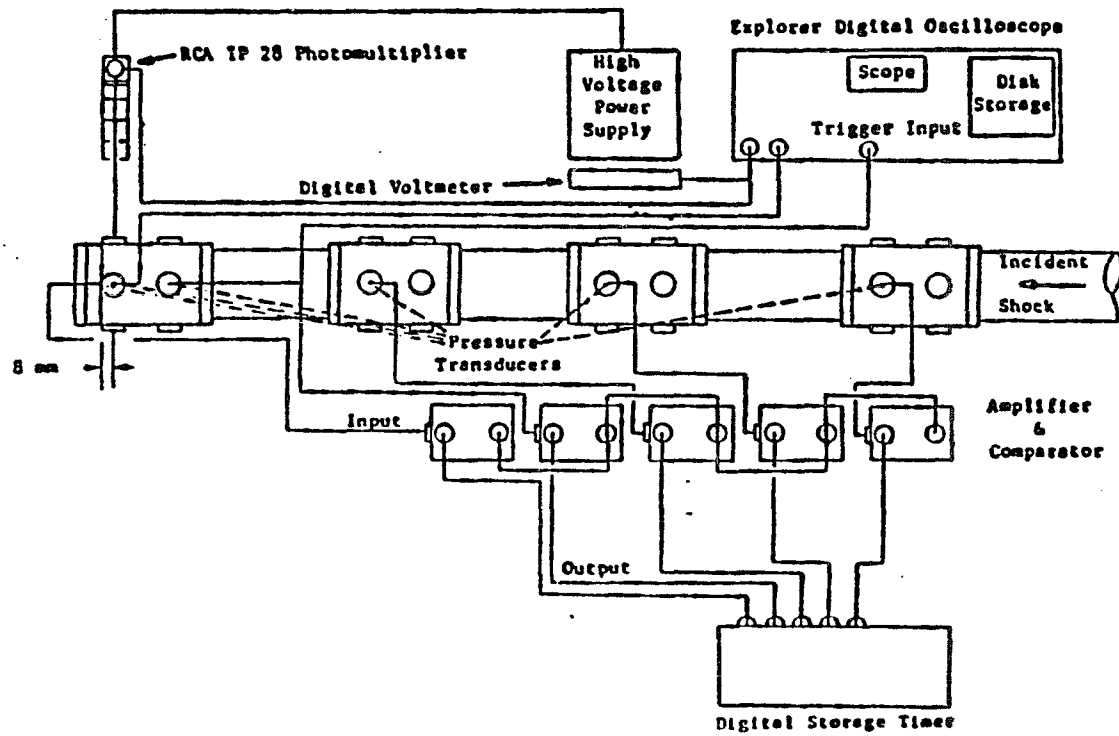 Explorer Digital Oscilloscope
RCA TP 28 Photomultiplier
High
Voltage
Power
Supply
Scope
Disk
Storage
Trigger Input
Digital Voltmeter
Incident
Shock
Pressure
Transducers
8 mm
Input
Amplifier
&
Comparator
Output
Digital Storage Timer